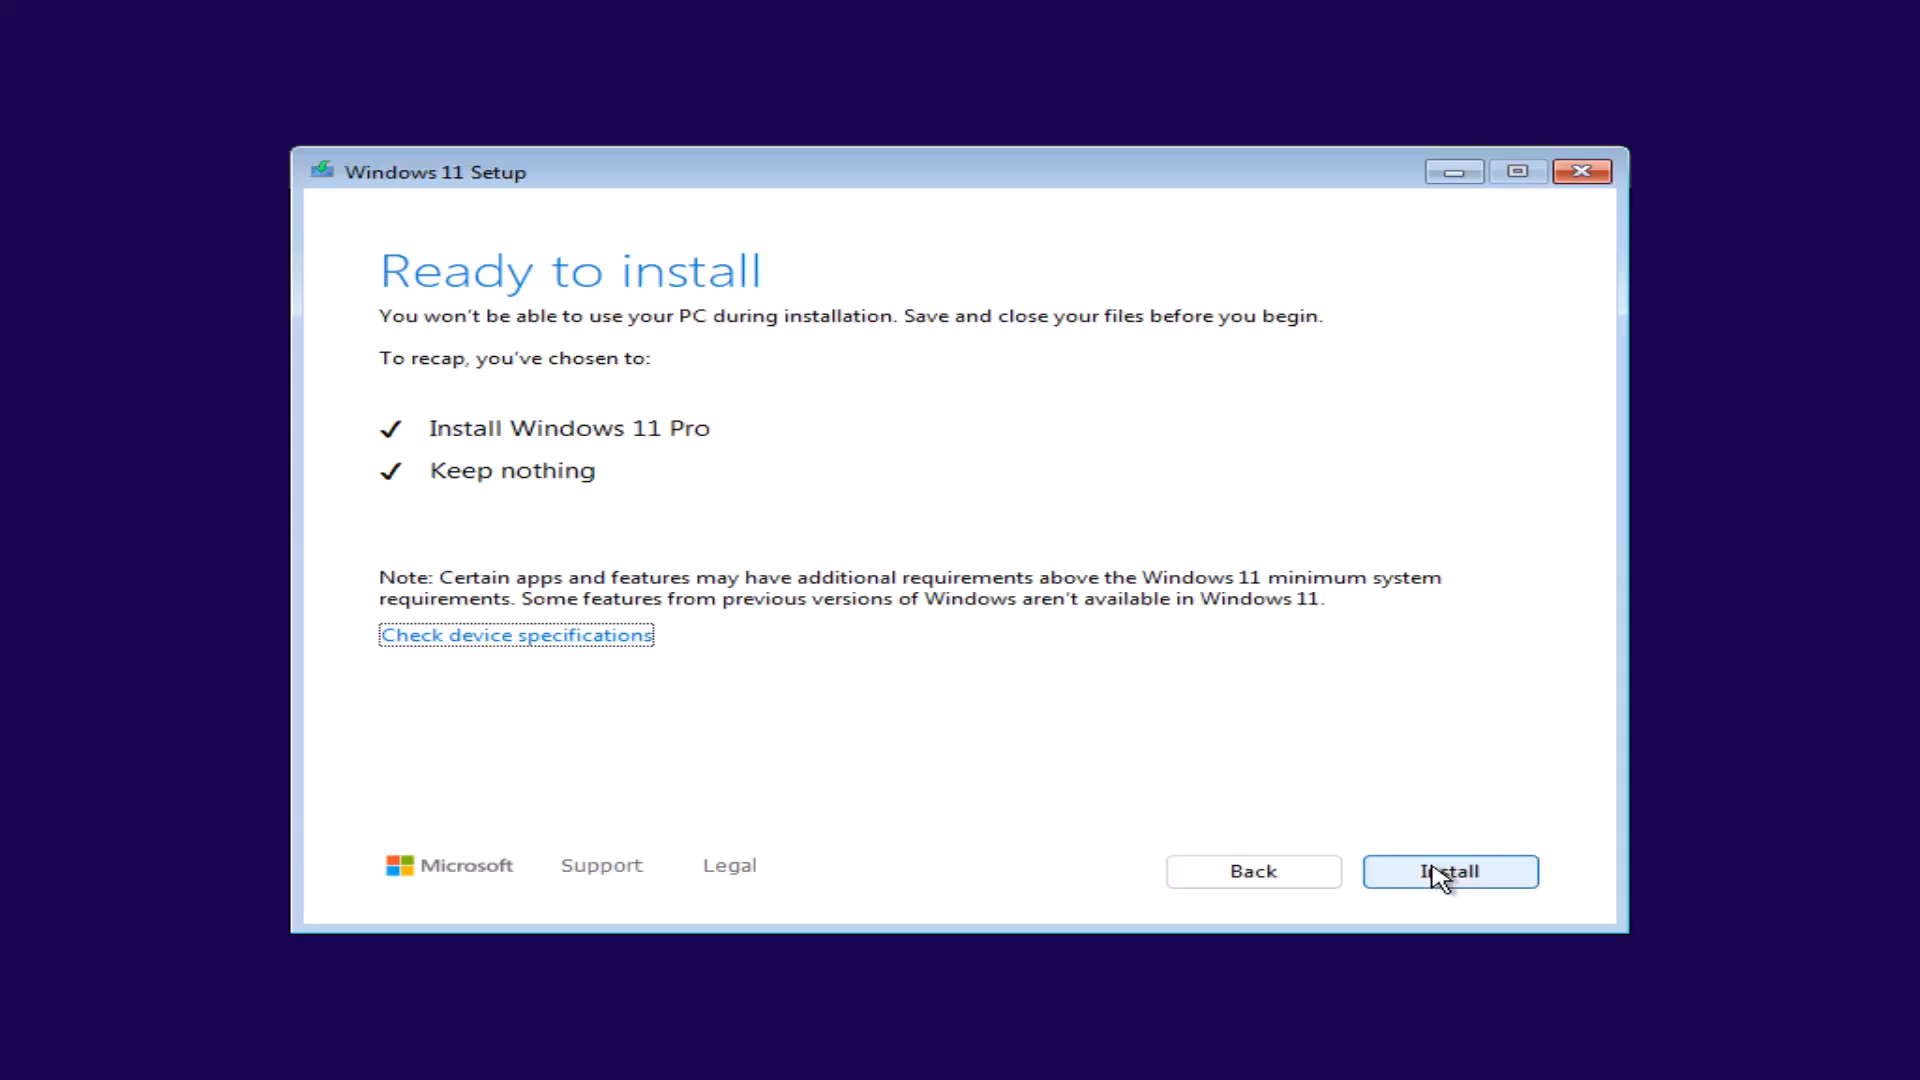 Windows 11 Setup
Ready to install
You won't be able to use your PC during installation. Save and close your files before you begin.
To recap, you've chosen to:
Install Windows 11 Pro
Keep nothing
Note: Certain apps and features may have additional requirements above the Windows 11 minimum system
requirements. Some features from previous versions of Windows aren't available in Windows 11.
Check device specifications
Microsoft Support Legal Back Install